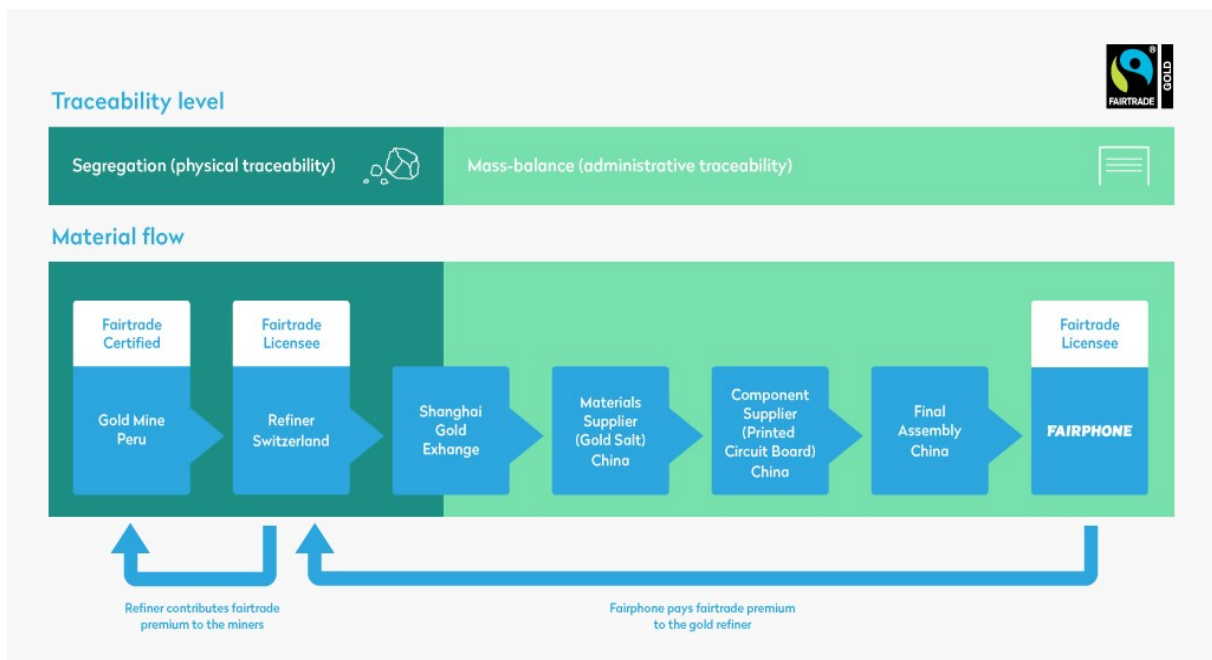 FAIRTRADE
®
GOLD
Traceability level
Segregation (physical traceability)
Mass-balance (administrative traceability)
Material flow
Fairtrade
Certified
Gold Mine
Peru
Fairtrade
Licensee
Refiner
Switzerland
Shanghai
Gold
Exhange
Materials
Supplier
(Gold Salt)
China
Component
Supplier
(Printed
Circuit Board)
China
Final
Assembly
China
Fairtrade
Licensee
FAIRPHONE
Refiner contributes fairtrade
premium to the miners
Fairphone pays fairtrade premium
to the gold refiner